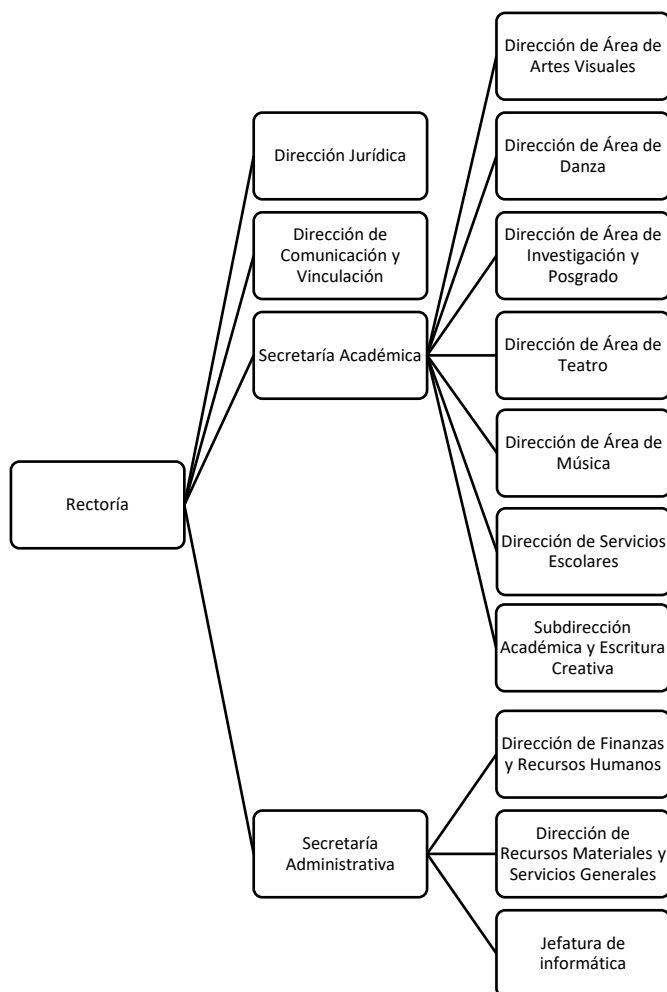 Rectoría
Dirección Jurídica
Dirección de
Comunicación y
Vinculación
Secretaría Académica
Dirección de Área de
Artes Visuales
Dirección de Área de
Danza
Dirección de Área de
Investigación y
Posgrado
Dirección de Área de
Teatro
Dirección de Área de
Música
Dirección de Servicios
Escolares
Subdirección
Académica y Escritura
Creativa
Secretaría
Administrativa
Dirección de Finanzas
y Recursos Humanos
Dirección de
Recursos Materiales y
Servicios Generales
Jefatura de
informática